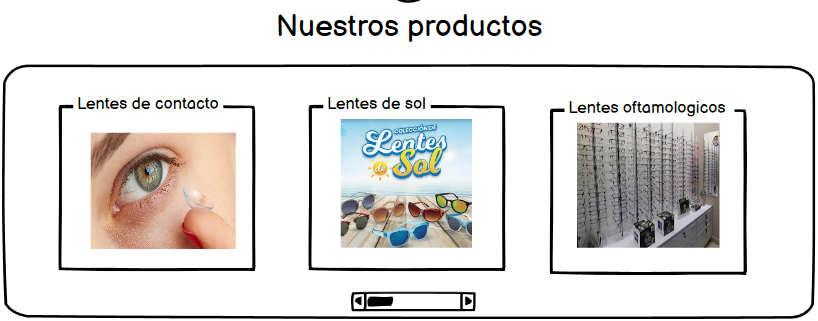 Nuestros productos
Lentes de contacto
Lentes de sol
Lentes oftamologicos
COLECCIÓN DE
Lentes
de Sol